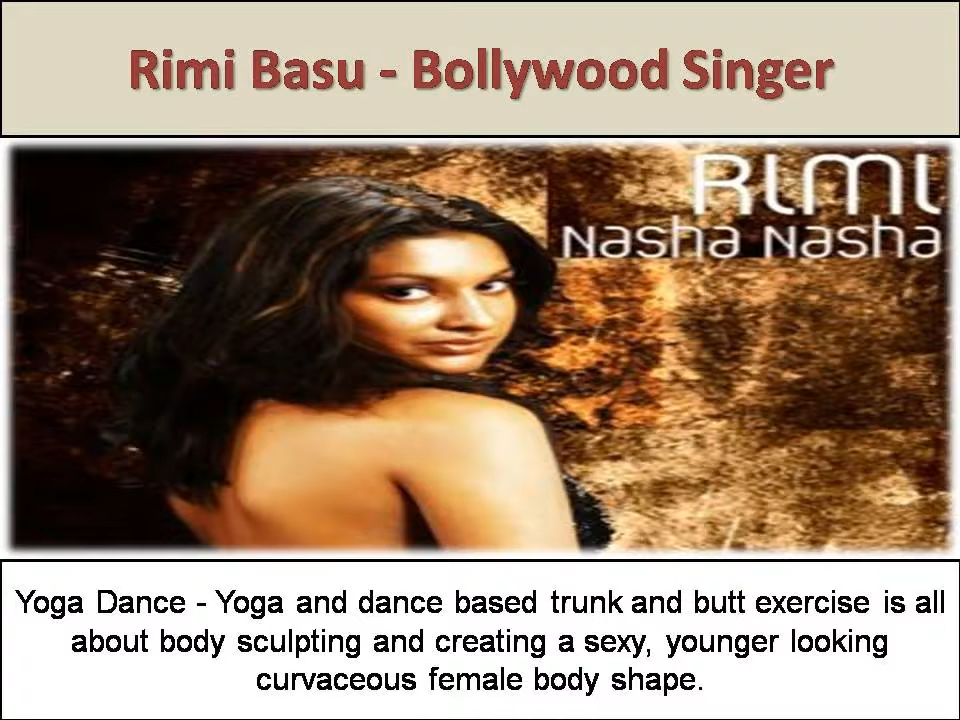 Rimi Basu - Bollywood Singer
RIMI
Nasha Nasha
Yoga Dance - Yoga and dance based trunk and butt exercise is all
about body sculpting and creating a sexy, younger looking
curvaceous female body shape.